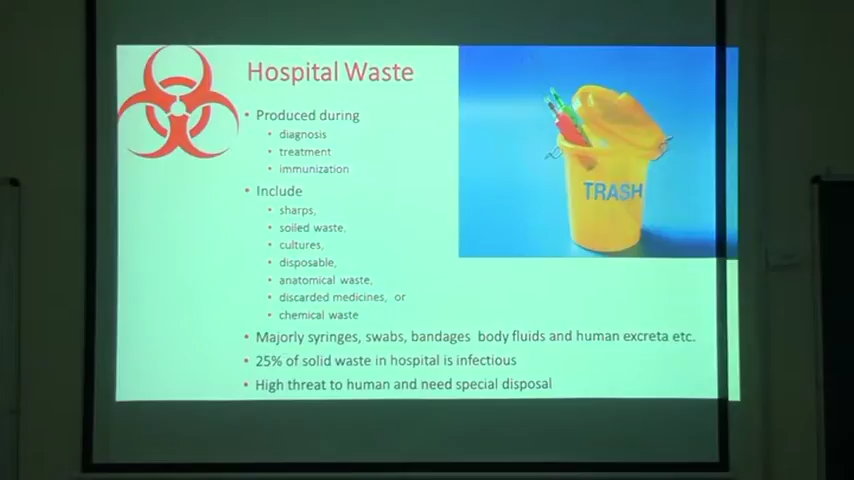 Hospital Waste
• Produced during
• diagnosis
• treatment
• immunization
• Include
• sharps,
• soiled waste,
• cultures,
• disposable,
• anatomical waste,
• discarded medicines, or
• chemical waste
• Majorly syringes, swabs, bandages body fluids and human excreta etc.
• 25% of solid waste in hospital is infectious
• High threat to human and need special disposal
TRASH